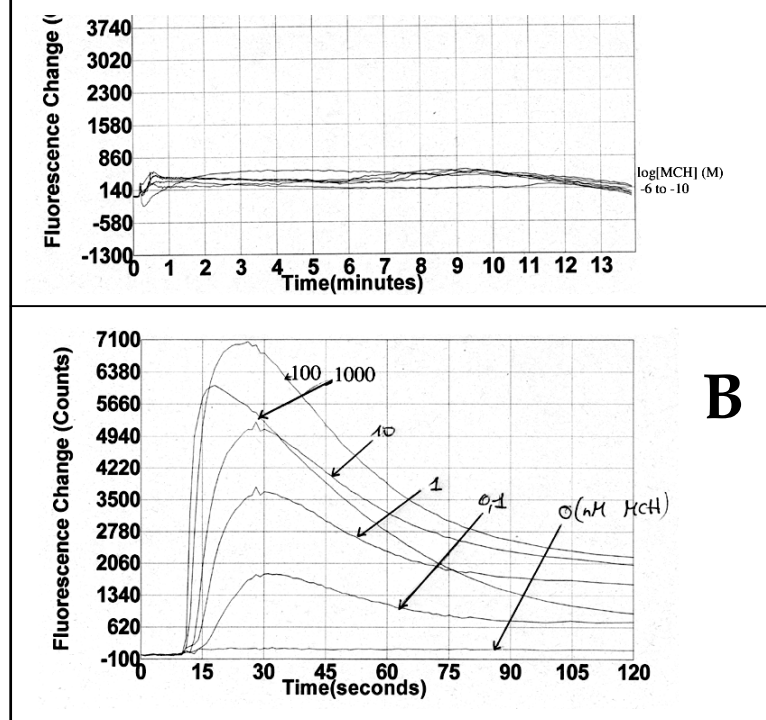 Fluorescence Change (
3740
3020
2300
1580
860
140
-580
-1300
0 1 2 3 4 5 6 7 8 9 10 11 12 13
Time(minutes)
log[MCH] (M)
-6 to -10
B
Fluorescence Change (Counts)
7100
6380
5660
4940
4220
3500
2780
2060
1340
620
-100
0 15 30 45 60 75 90 105 120
Time(seconds)
100
1000
10
1
0,1
0(nM MCH)